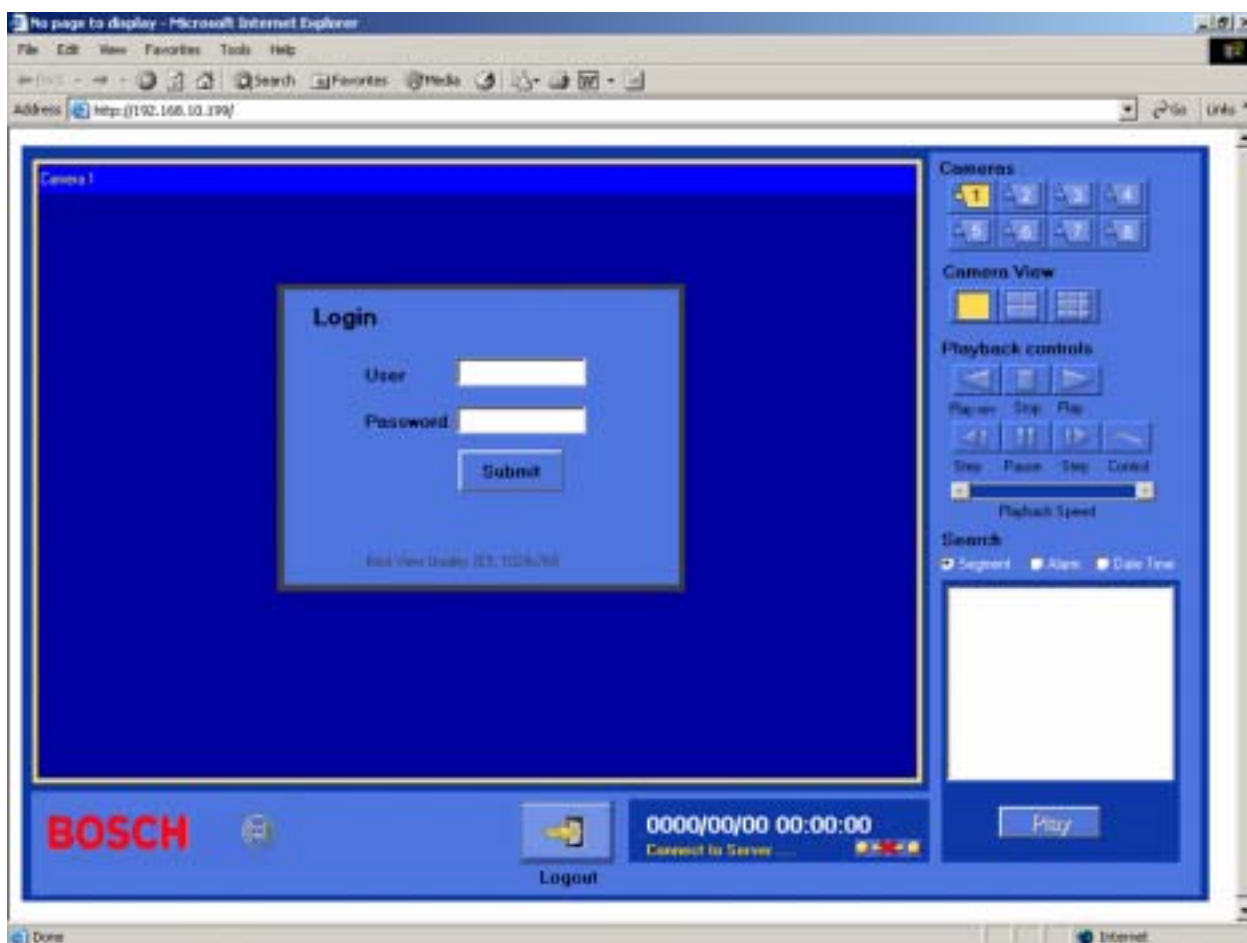 No page to display - Microsoft Internet Explorer
File Edit View Favorites Tools Help
Search Favorites Media
Address http://192.168.10.199/ Go Links
Camera 1
Login
User
Password
Submit
Best View Quality
BOSCH
Logout
0000/00/00 00:00:00
Connect to Server ....
Cameras
1 2 3 4
5 6 7 8
Camera View
Playback controls
Play rev Stop Play
Step Pause Step Control
Playback Speed
Search
Segment Alarm Date Time
Play
Done
Internet